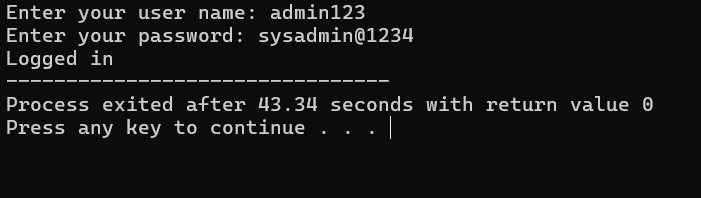 Enter your user name: admin123
Enter your password: sysadmin@1234
Logged in
--------------------------------
Process exited after 43.34 seconds with return value 0
Press any key to continue . . .